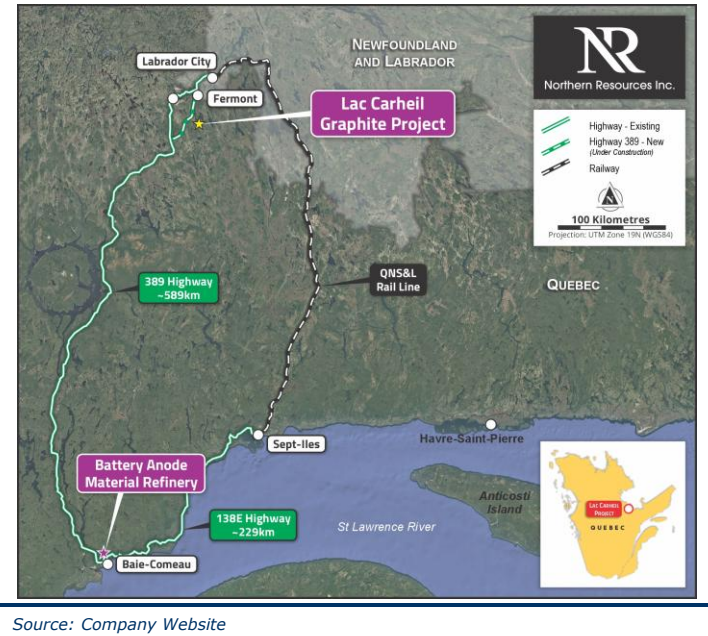 NEWFOUNDLAND
AND LABRADOR
NR
Northern Resources Inc.
Labrador City
Fermont
Lac Carheil
Graphite Project
Highway - Existing
Highway 389 - New
(Under Construction)
Railway
100 Kilometres
Projection: UTM Zone 19N (WGS84)
389 Highway
~589km
QNS&L
Rail Line
QUEBEC
Sept-Iles
Havre-Saint-Pierre
Battery Anode
Material Refinery
Anticosti
Island
138E Highway
~229km
St Lawrence River
Baie-Comeau
LAC CARHEIL
PROJECT
QUEBEC
Source: Company Website